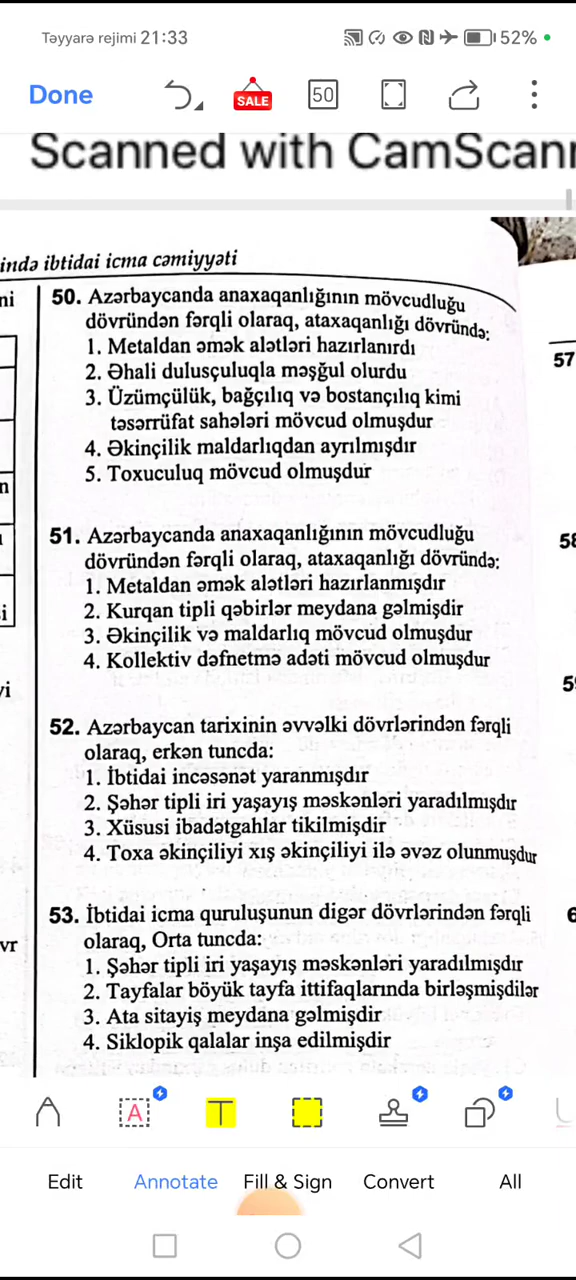 Təyyarə rejimi 21:33
52%
Done
SALE
50
Scanned with CamScanr
ində ibtidai icma cəmiyyəti
ni
50. Azərbaycanda anaxaqanlığının mövcudluğu
dövründən fərqli olaraq, ataxaqanlığı dövründə:
1. Metaldan əmək alətləri hazırlanırdı
2. Əhali dulusçuluqla məşğul olurdu
3. Üzümçülük, bağçılıq və bostançılıq kimi
təsərrüfat sahələri mövcud olmuşdur
4. Əkinçilik maldarlıqdan ayrılmışdır
5. Toxuculuq mövcud olmuşdur
57
n
51. Azərbaycanda anaxaqanlığının mövcudluğu
dövründən fərqli olaraq, ataxaqanlığı dövründə:
1. Metaldan əmək alətləri hazırlanmışdır
2. Kurqan tipli qəbirlər meydana gəlmişdir
3. Əkinçilik və maldarlıq mövcud olmuşdur
4. Kollektiv dəfnetmə adəti mövcud olmuşdur
58
i
yi
52. Azərbaycan tarixinin əvvəlki dövrlərindən fərqli
olaraq, erkən tuncda:
1. İbtidai incəsənət yaranmışdır
2. Şəhər tipli iri yaşayış məskənləri yaradılmışdır
3. Xüsusi ibadətgahlar tikilmişdir
4. Toxa əkinçiliyi xış əkinçiliyi ilə əvəz olunmuşdur
5
53. İbtidai icma quruluşunun digər dövrlərindən fərqli
olaraq, Orta tuncda:
1. Şəhər tipli iri yaşayış məskənləri yaradılmışdır
2. Tayfalar böyük tayfa ittifaqlarında birləşmişdilər
3. Ata sitayiş meydana gəlmişdir
4. Siklopik qalalar inşa edilmişdir
6
vr
A
T
Edit
Annotate
Fill & Sign
Convert
All